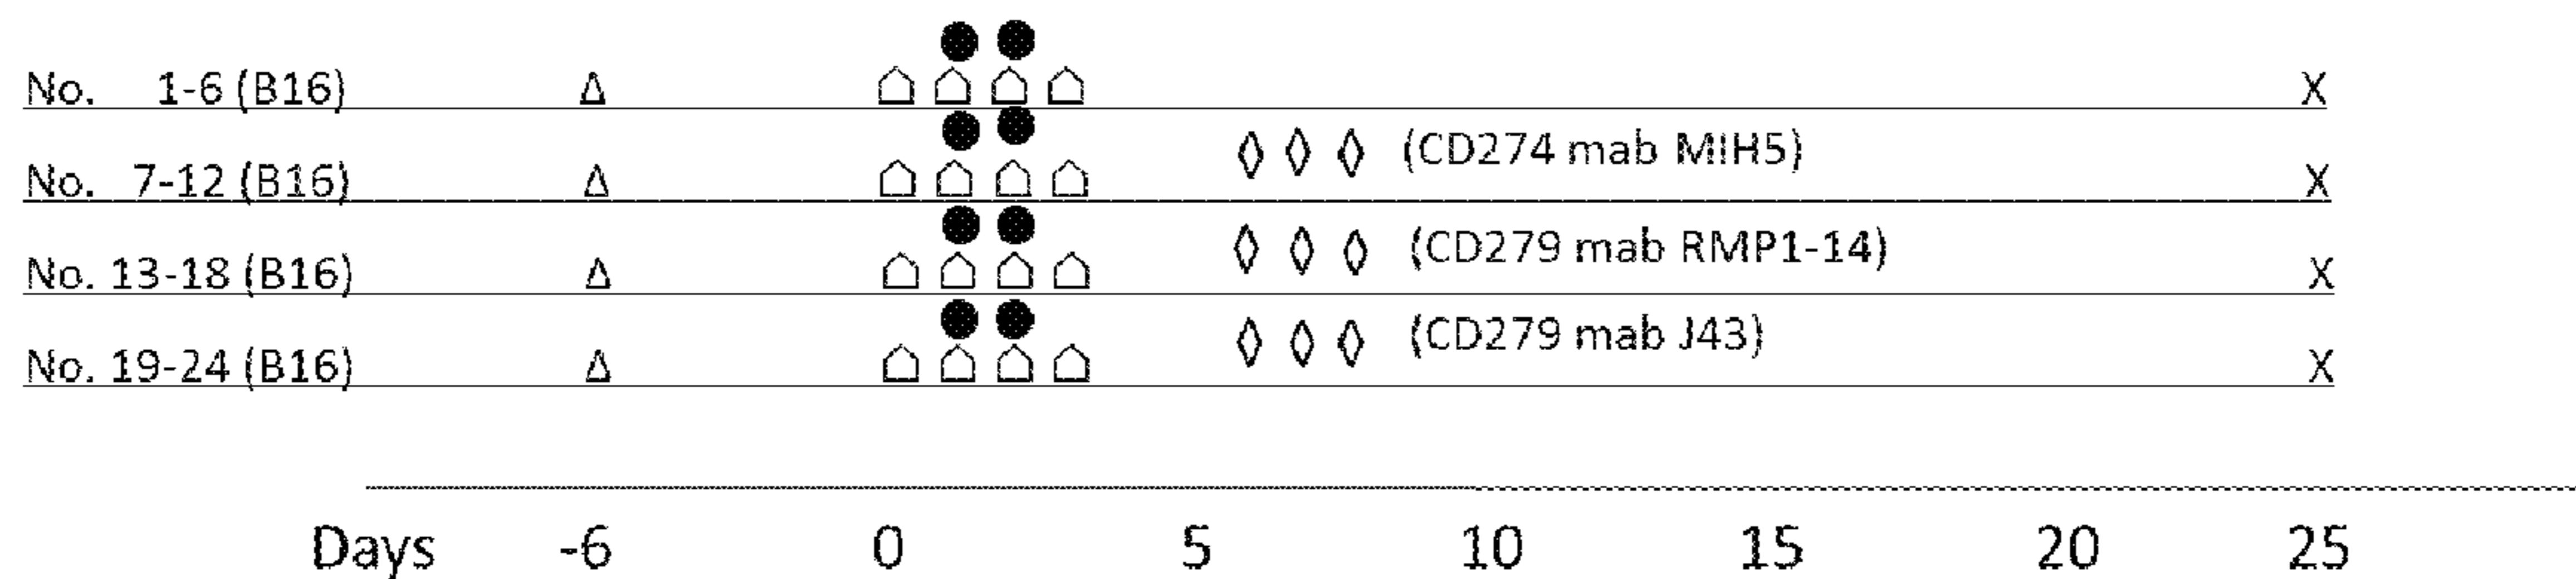 No. 1-6 (B16) Δ X
(CD274 mab MIH5)
No. 7-12 (B16) Δ X
(CD279 mab RMP1-14)
No. 13-18 (B16) Δ X
(CD279 mab J43)
No. 19-24 (B16) Δ X
Days -6 0 5 10 15 20 25